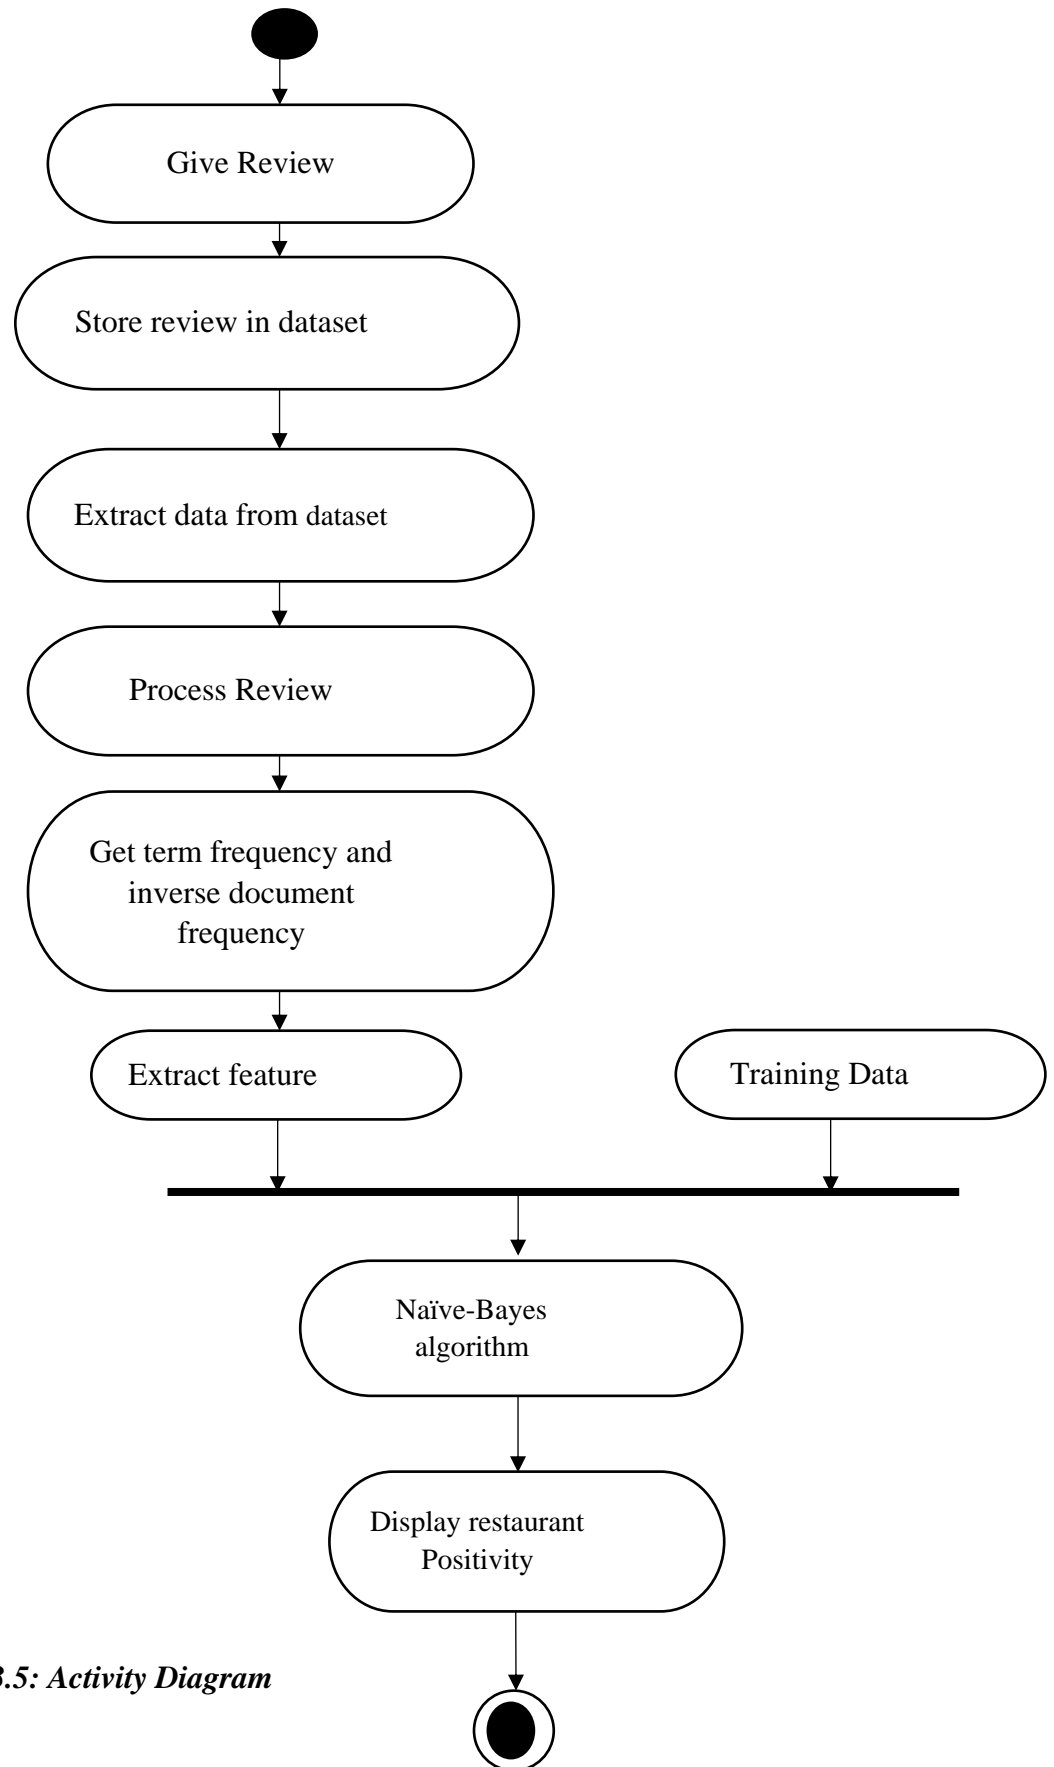 Give Review
Store review in dataset
Extract data from dataset
Process Review
Get term frequency and
inverse document
frequency
Extract feature
Training Data
Naïve-Bayes
algorithm
Display restaurant
Positivity
3.5: Activity Diagram